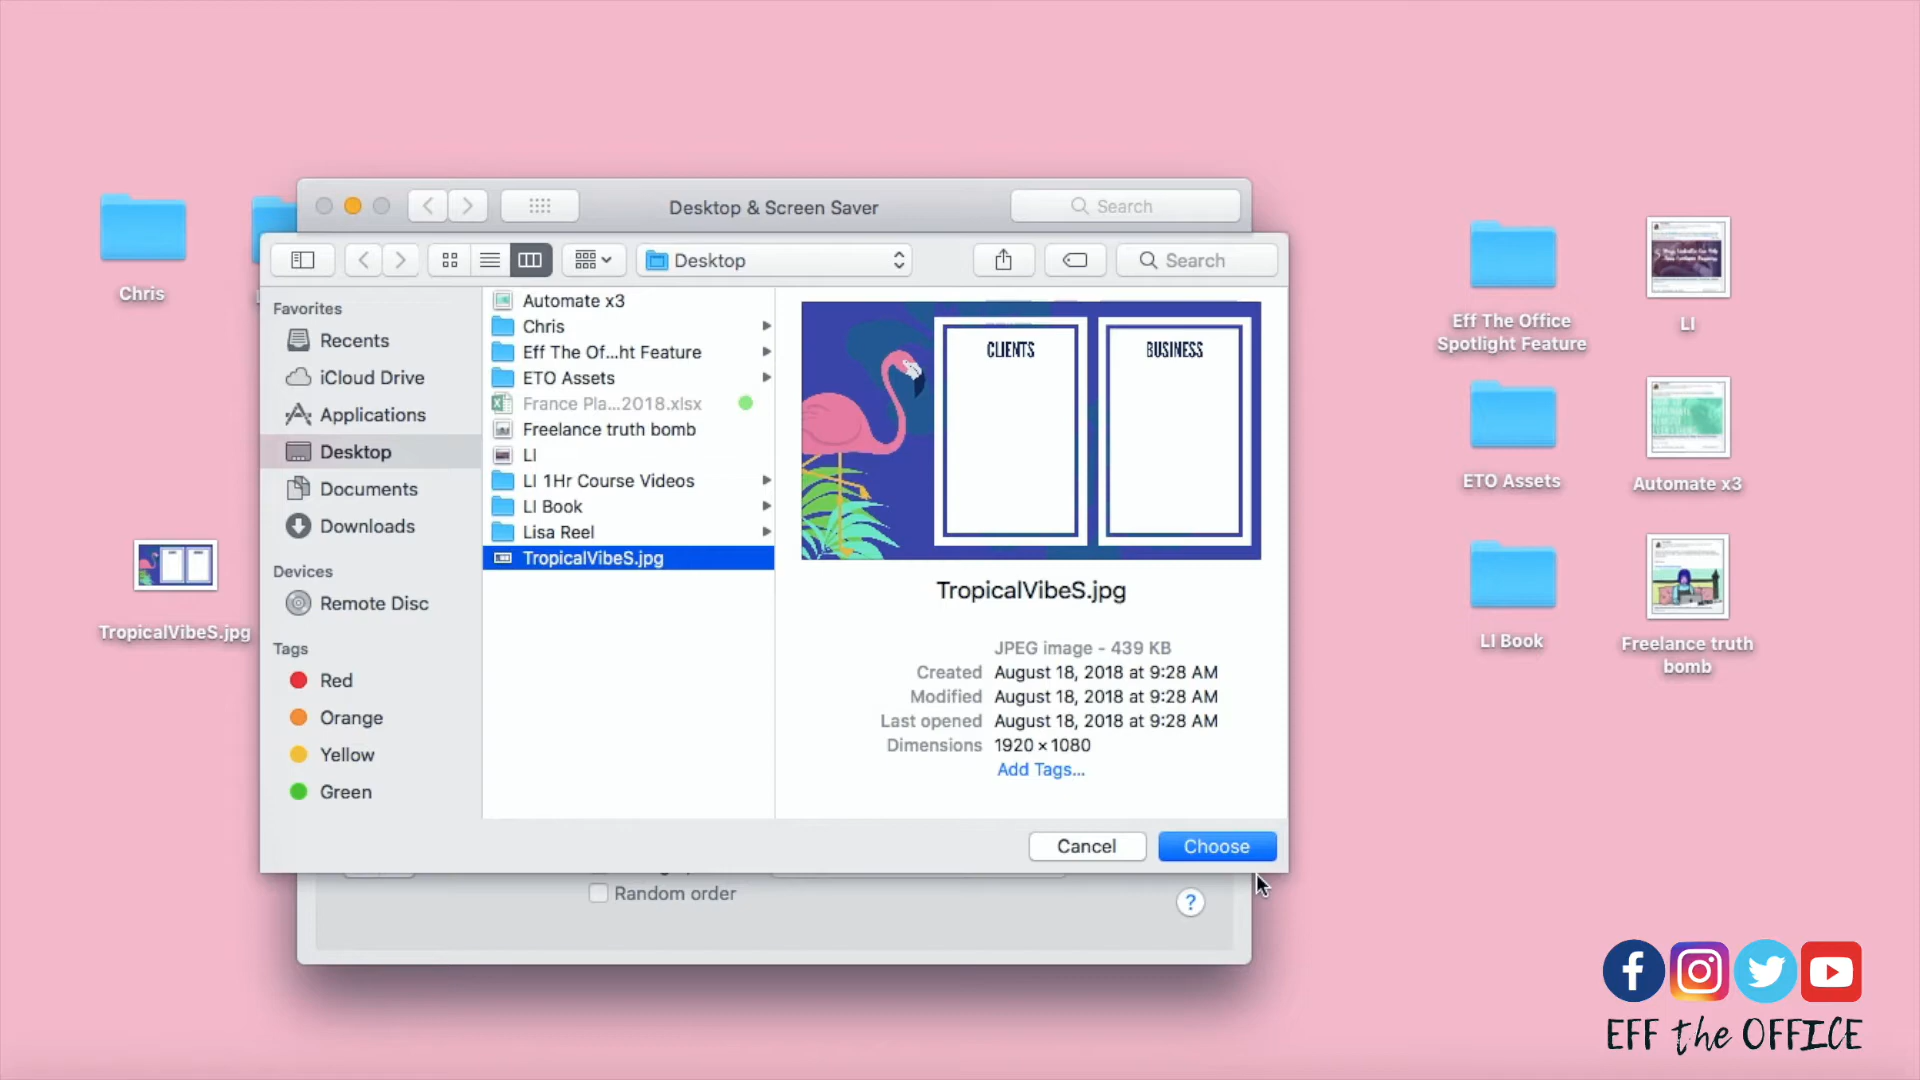 Desktop & Screen Saver
Search
Desktop
Search
Favorites
Recents
iCloud Drive
Applications
Desktop
Documents
Downloads
Devices
Remote Disc
Tags
Red
Orange
Yellow
Green
Automate x3
Chris
Eff The Of...ht Feature
ETO Assets
France Pla...2018.xlsx
Freelance truth bomb
LI
LI 1Hr Course Videos
LI Book
Lisa Reel
TropicalVibeS.jpg
CLIENTS
BUSINESS
TropicalVibeS.jpg
JPEG image - 439 KB
Created August 18, 2018 at 9:28 AM
Modified August 18, 2018 at 9:28 AM
Last opened August 18, 2018 at 9:28 AM
Dimensions 1920 × 1080
Add Tags...
Cancel
Choose
Random order
?
Chris
TropicalVibeS.jpg
Eff The Office
Spotlight Feature
LI
ETO Assets
Automate x3
LI Book
Freelance truth
bomb
EFF the OFFICE